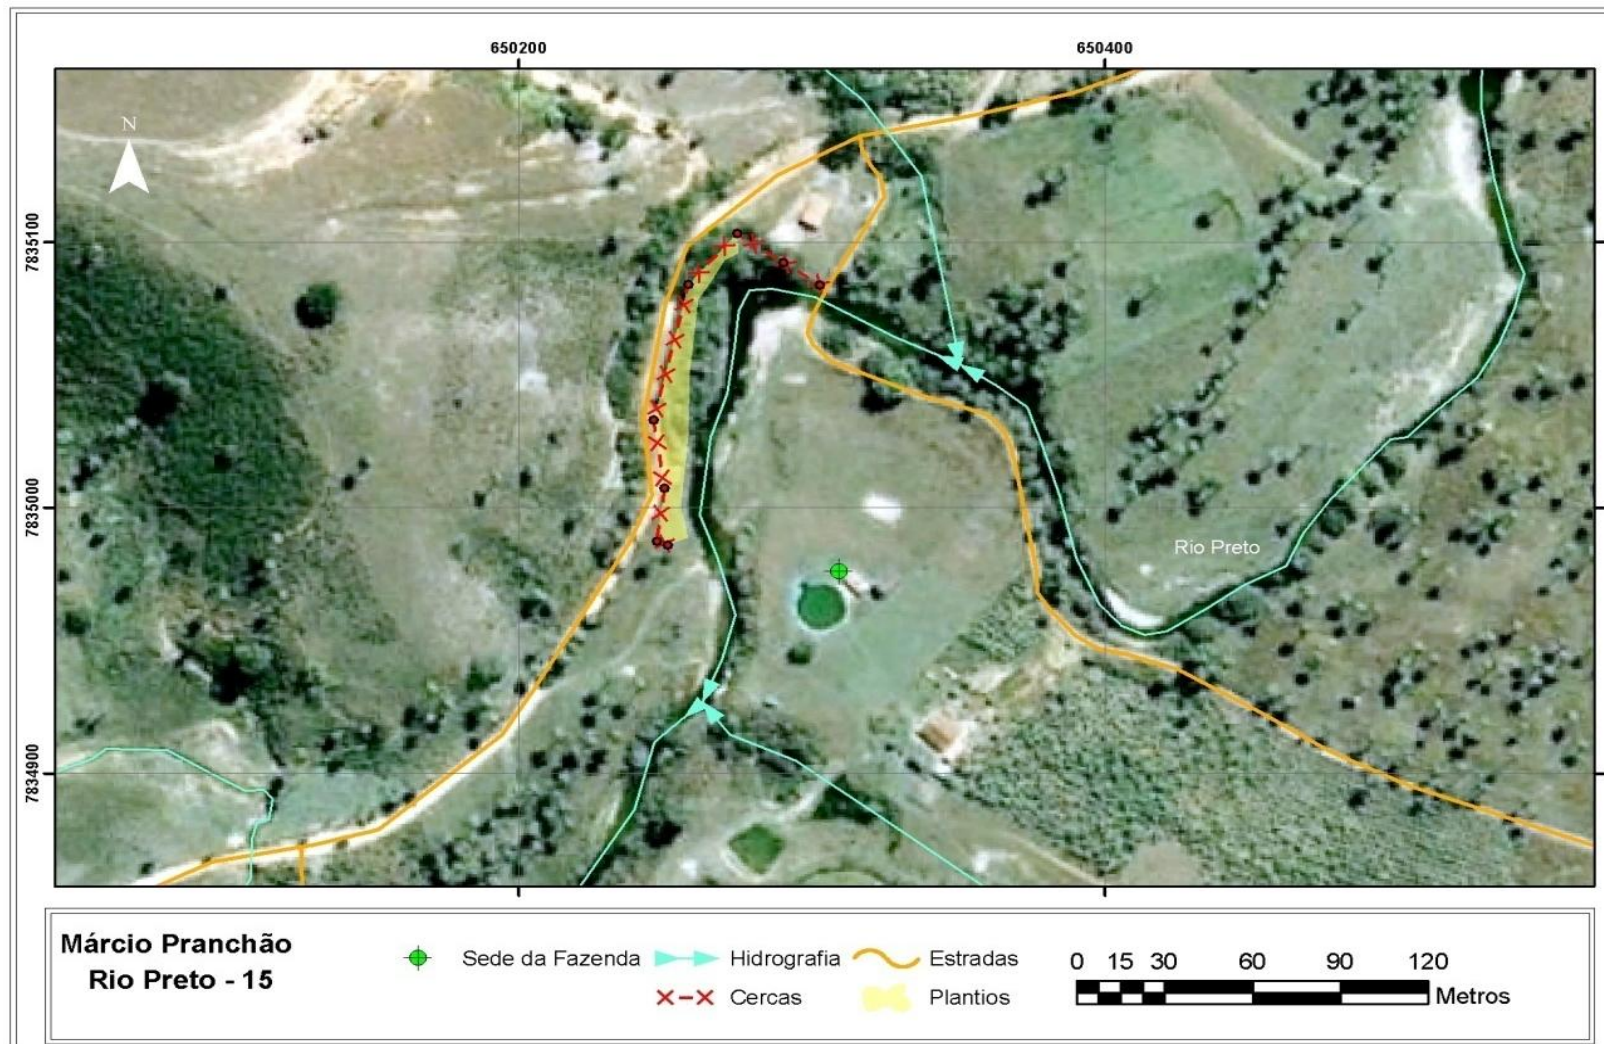 650200
650400
N
7835100
7835000
7834900
Rio Preto
Márcio Pranchão
Rio Preto - 15
Sede da Fazenda
Hidrografia
Estradas
Cercas
Plantios
0 15 30 60 90 120
Metros